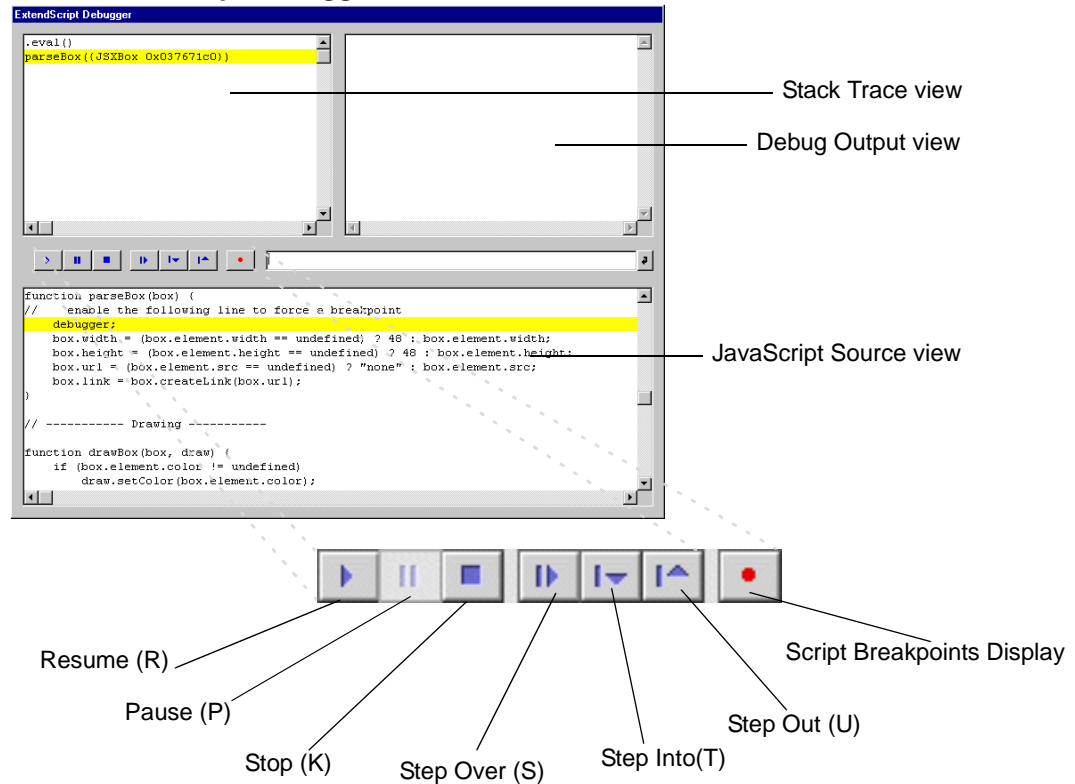 ExtendScript Debugger
.eval()
parseBox((JSXBox 0x037671c0))
Stack Trace view
Debug Output view
function parseBox(box) {
//    enable the following line to force a breakpoint
    debugger;
    box.width = (box.element.width == undefined) ? 48 : box.element.width;
    box.height = (box.element.height == undefined) ? 48 : box.element.height;
    box.url = (box.element.src == undefined) ? "none" : box.element.src;
    box.link = box.createLink(box.url);
}
// ----------- Drawing -----------
function drawBox(box, draw) {
    if (box.element.color != undefined)
        draw.setColor(box.element.color);
JavaScript Source view
Resume (R)
Pause (P)
Stop (K)
Step Over (S)
Step Into(T)
Step Out (U)
Script Breakpoints Display